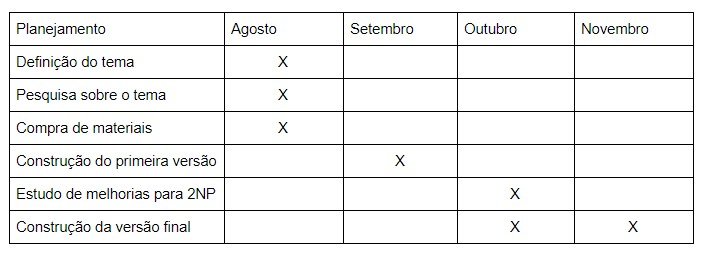 Planejamento Agosto Setembro Outubro Novembro
Definição do tema X
Pesquisa sobre o tema X
Compra de materiais X
Construção do primeira versão X
Estudo de melhorias para 2NP X
Construção da versão final X X